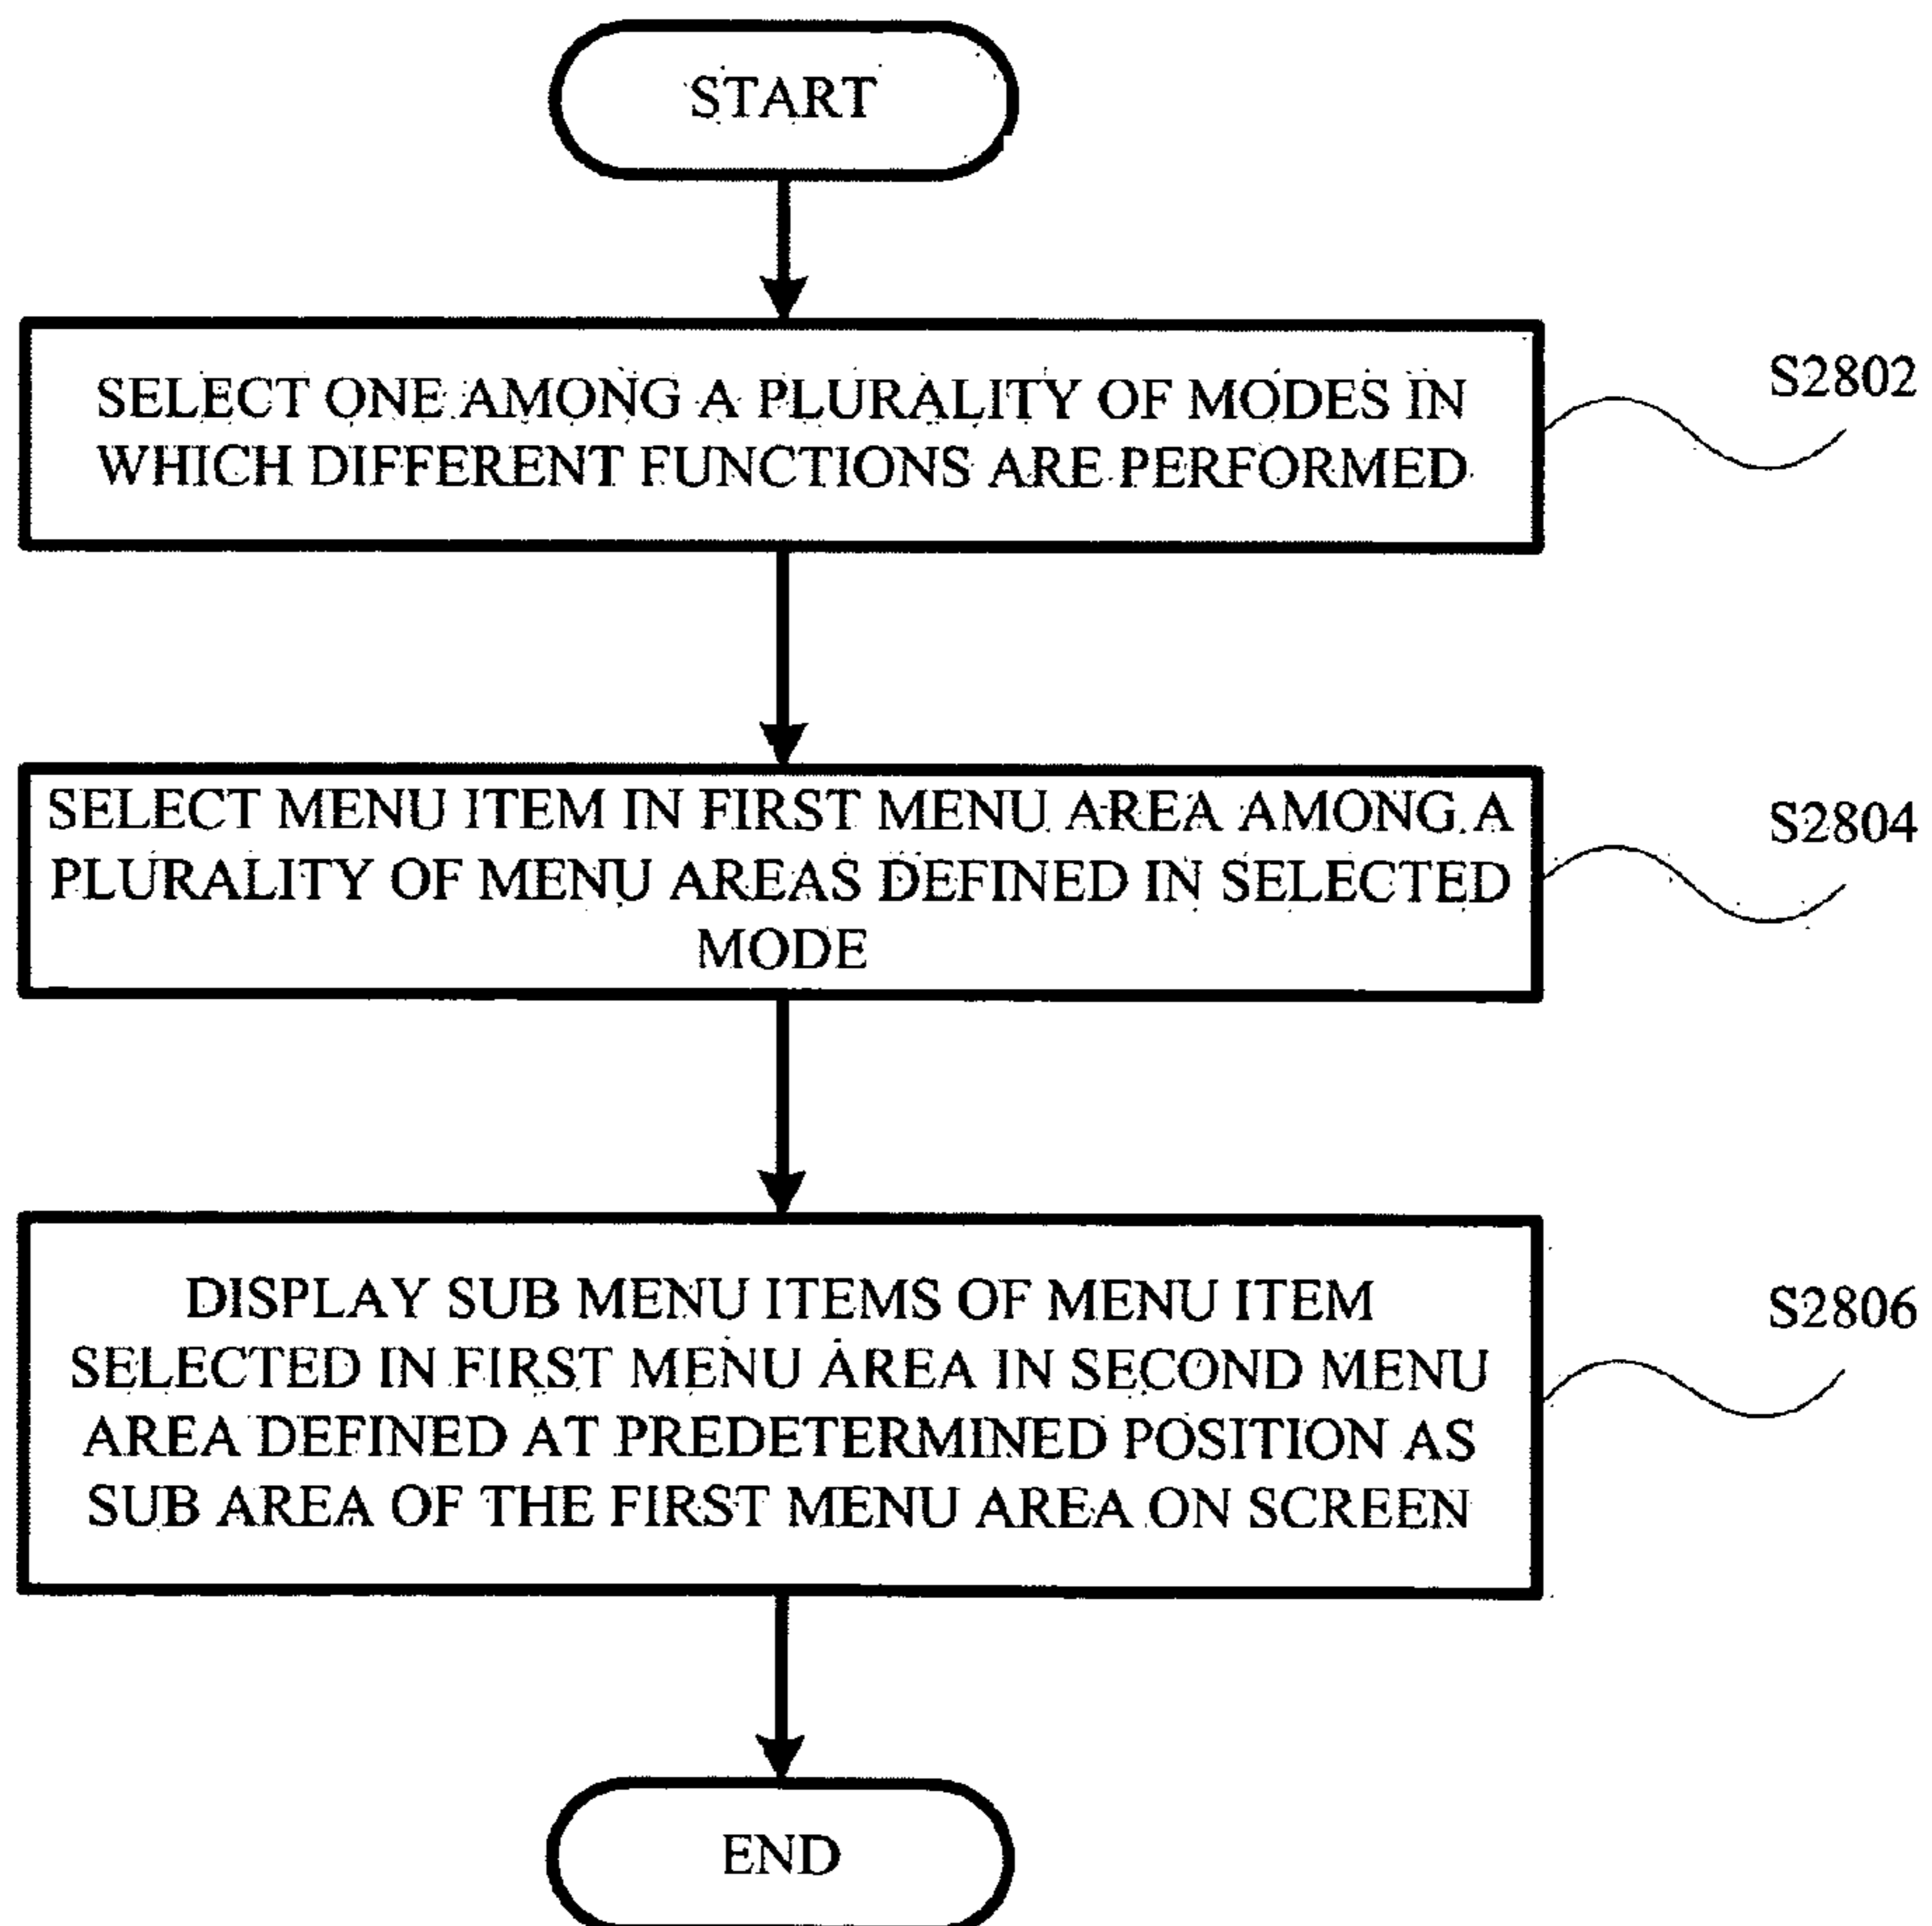 START
SELECT ONE AMONG A PLURALITY OF MODES IN
WHICH DIFFERENT FUNCTIONS ARE PERFORMED
S2802
SELECT MENU ITEM IN FIRST MENU AREA AMONG A
PLURALITY OF MENU AREAS DEFINED IN SELECTED
MODE
S2804
DISPLAY SUB MENU ITEMS OF MENU ITEM
SELECTED IN FIRST MENU AREA IN SECOND MENU
AREA DEFINED AT PREDETERMINED POSITION AS
SUB AREA OF THE FIRST MENU AREA ON SCREEN
S2806
END